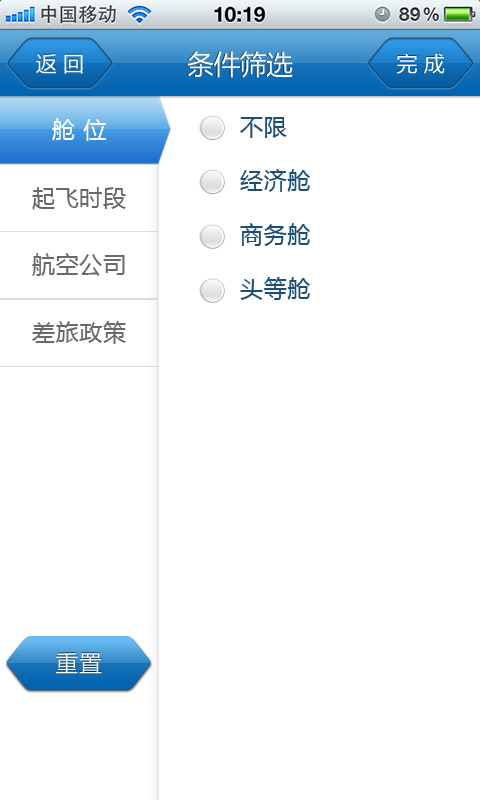 中国移动 10:19 89%
返 回 条件筛选 完 成
舱 位
起飞时段
航空公司
差旅政策
重置
不限
经济舱
商务舱
头等舱